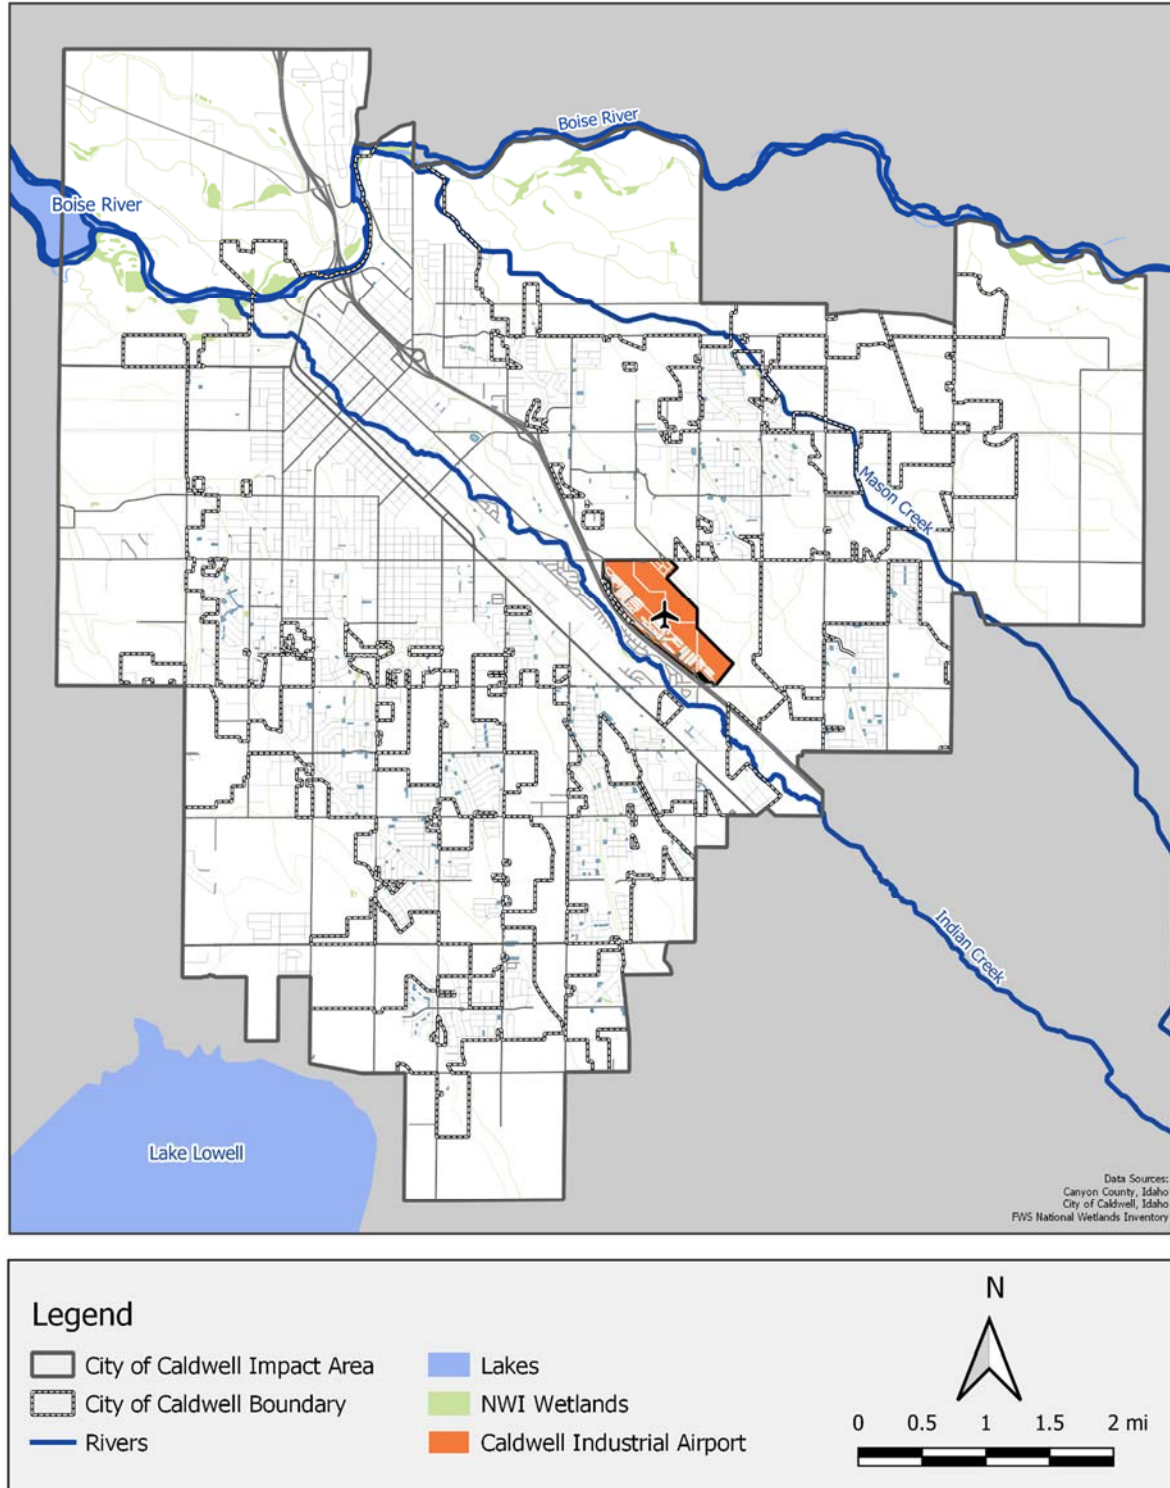 Boise River
Boise River
Mason Creek
Indian Creek
Lake Lowell
Data Sources:
Canyon County, Idaho
City of Caldwell, Idaho
FWS National Wetlands Inventory
Legend
City of Caldwell Impact Area
City of Caldwell Boundary
Rivers
Lakes
NWI Wetlands
Caldwell Industrial Airport
N
0 0.5 1 1.5 2 mi